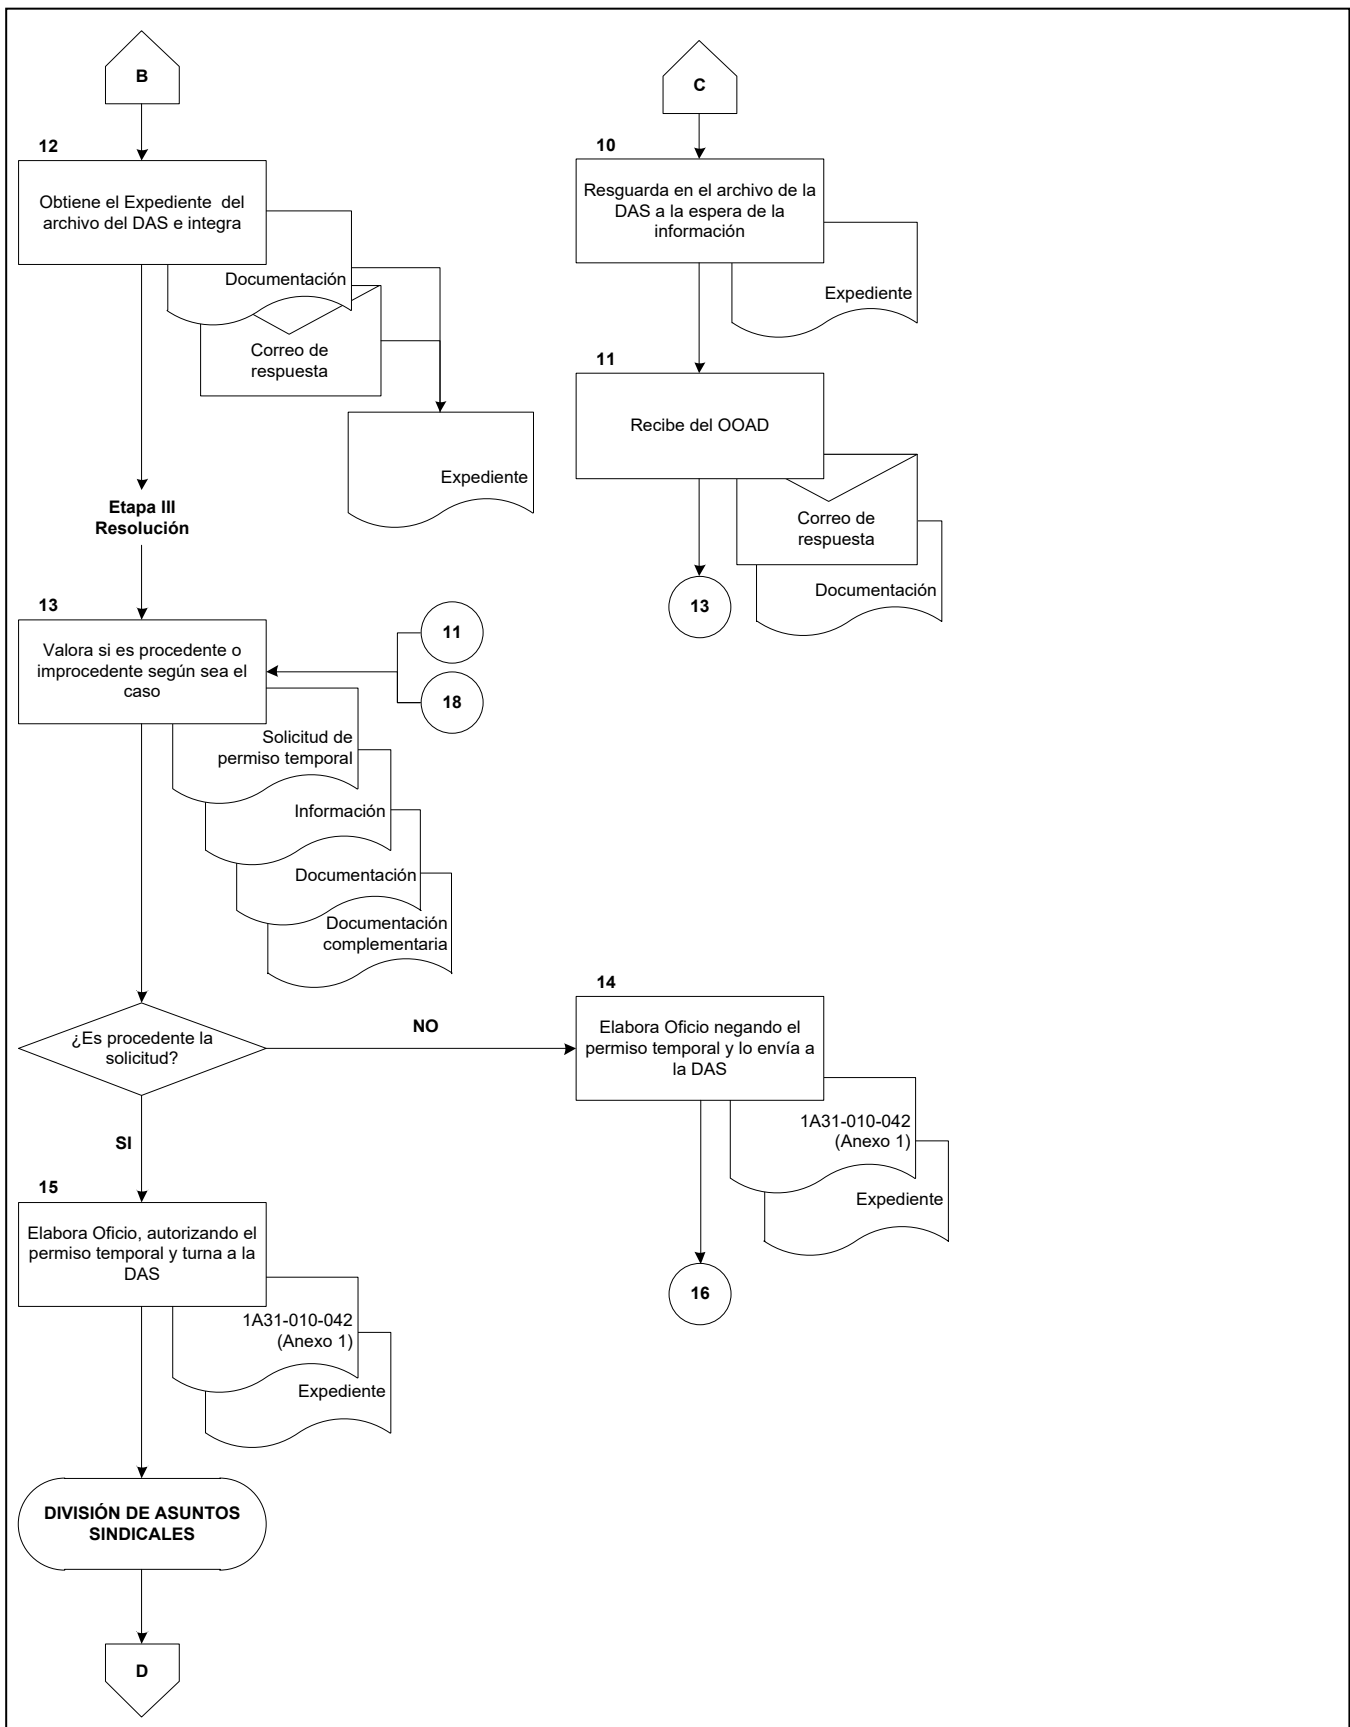 B
12
Obtiene el Expediente del
archivo del DAS e integra
Documentación
Correo de
respuesta
Expediente
Etapa III
Resolución
13
Valora si es procedente o
improcedente según sea el
caso
11
18
Solicitud de
permiso temporal
Información
Documentación
Documentación
complementaria
¿Es procedente la
solicitud?
NO
SI
15
Elabora Oficio, autorizando el
permiso temporal y turna a la
DAS
1A31-010-042
(Anexo 1)
Expediente
DIVISIÓN DE ASUNTOS
SINDICALES
D
C
10
Resguarda en el archivo de la
DAS a la espera de la
información
Expediente
11
Recibe del OOAD
Correo de
respuesta
Documentación
13
14
Elabora Oficio negando el
permiso temporal y lo envía a
la DAS
1A31-010-042
(Anexo 1)
Expediente
16